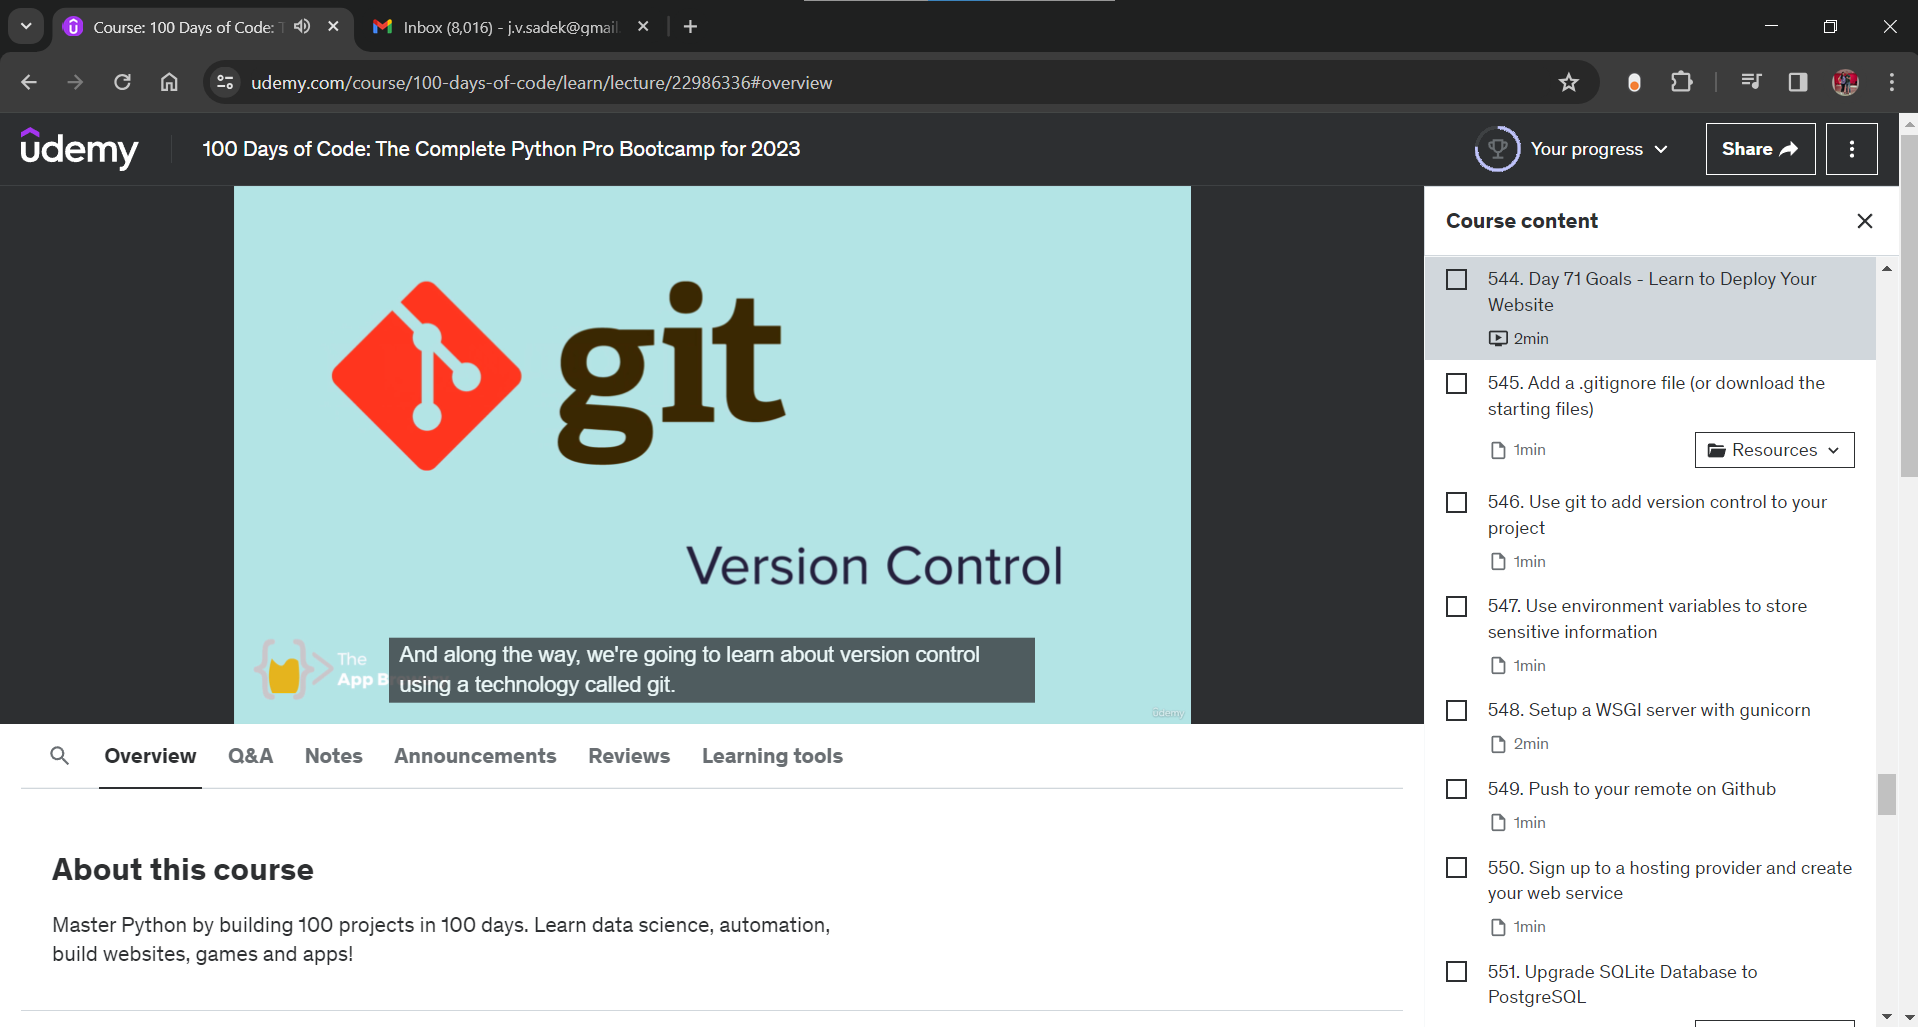 Course: 100 Days of Code: T
Inbox (8,016) - j.v.sadek@gmail.
udemy.com/course/100-days-of-code/learn/lecture/22986336#overview
udemy
100 Days of Code: The Complete Python Pro Bootcamp for 2023
Your progress
Share
git
Version Control
The
App B
And along the way, we're going to learn about version control
using a technology called git.
udemy
Overview
Q&A
Notes
Announcements
Reviews
Learning tools
About this course
Master Python by building 100 projects in 100 days. Learn data science, automation,
build websites, games and apps!
Course content
544. Day 71 Goals - Learn to Deploy Your
Website
2min
545. Add a .gitignore file (or download the
starting files)
1min
Resources
546. Use git to add version control to your
project
1min
547. Use environment variables to store
sensitive information
1min
548. Setup a WSGI server with gunicorn
2min
549. Push to your remote on Github
1min
550. Sign up to a hosting provider and create
your web service
1min
551. Upgrade SQLite Database to
PostgreSQL